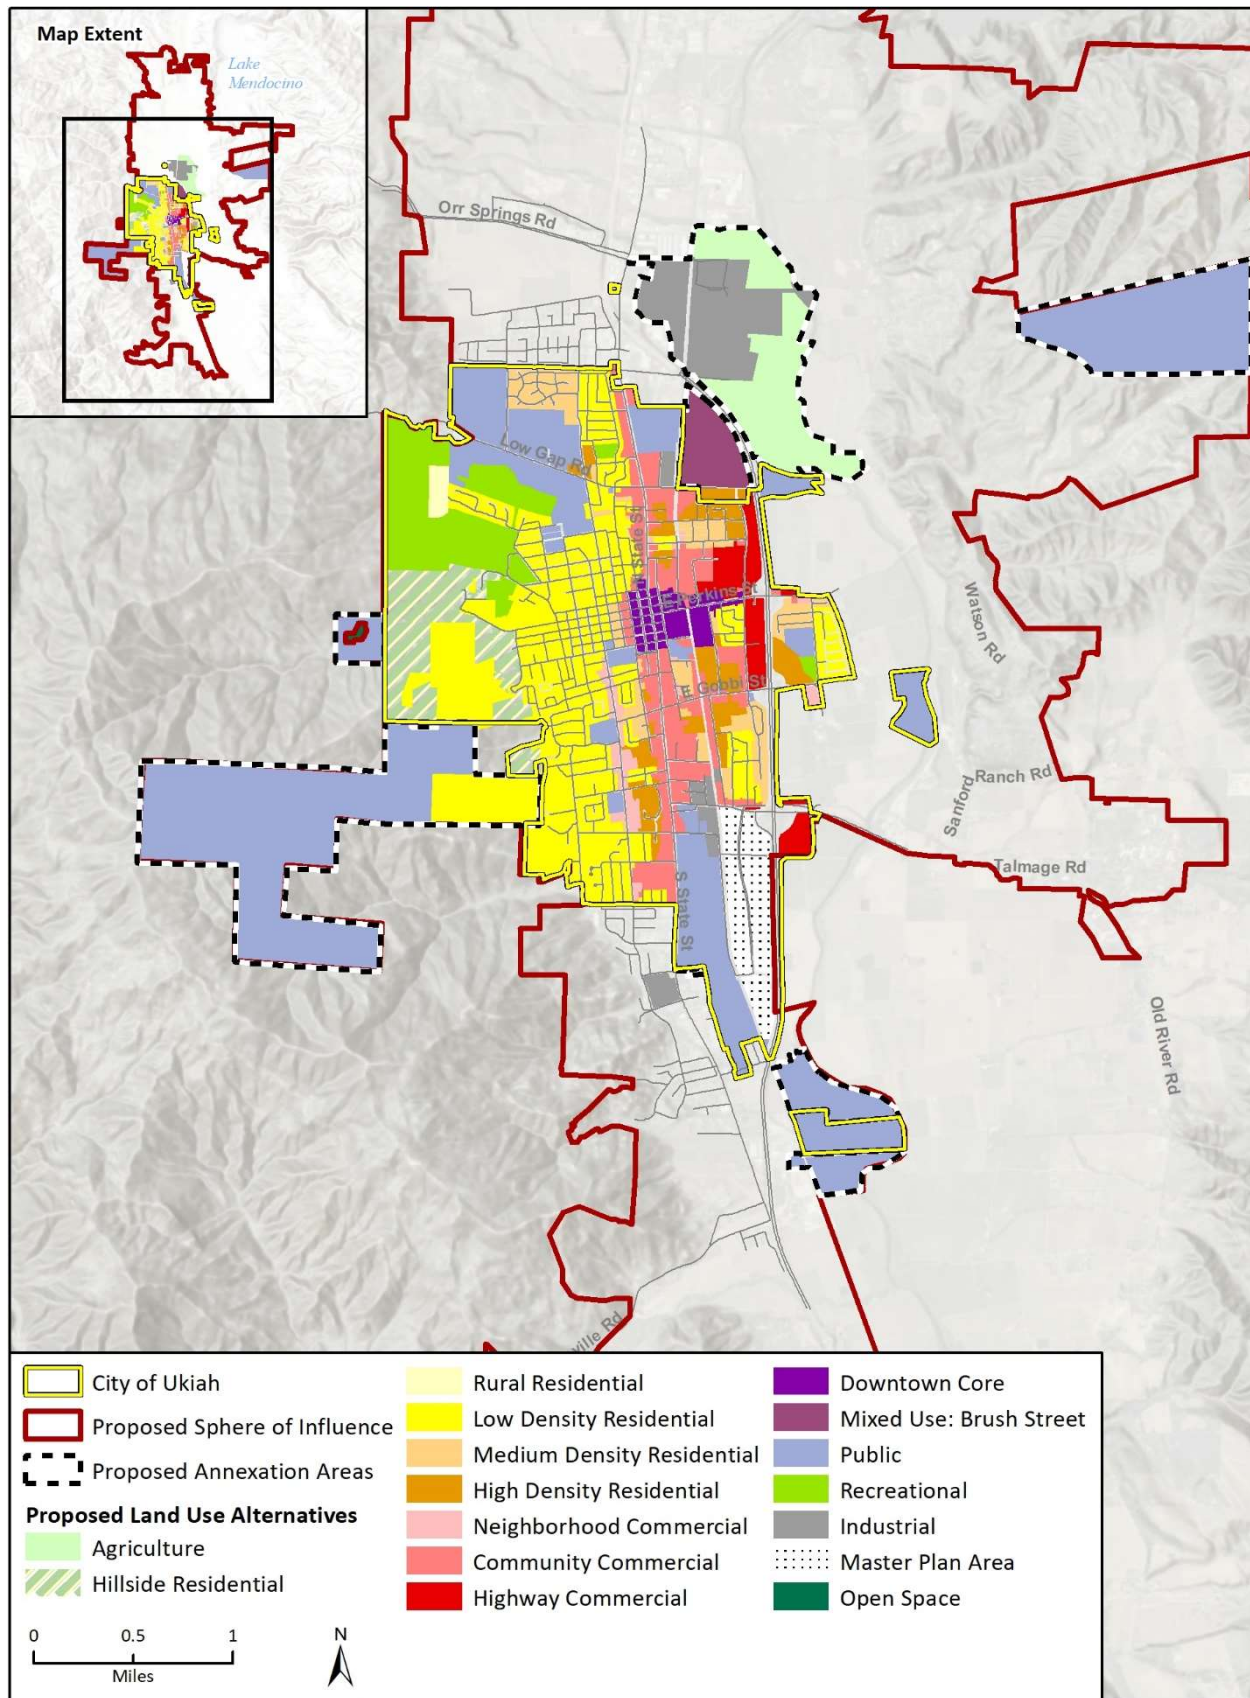 Map Extent
Lake
Mendocino
Orr Springs Rd
Low Gap Rd
N State St
E Perkins St
Watson Rd
E Gobbi St
Sanford
Ranch Rd
Talmage Rd
S State St
Old River Rd
ville Rd
City of Ukiah
Proposed Sphere of Influence
Proposed Annexation Areas
Proposed Land Use Alternatives
Agriculture
Hillside Residential
Rural Residential
Low Density Residential
Medium Density Residential
High Density Residential
Neighborhood Commercial
Community Commercial
Highway Commercial
Downtown Core
Mixed Use: Brush Street
Public
Recreational
Industrial
Master Plan Area
Open Space
0 0.5 1
Miles
N